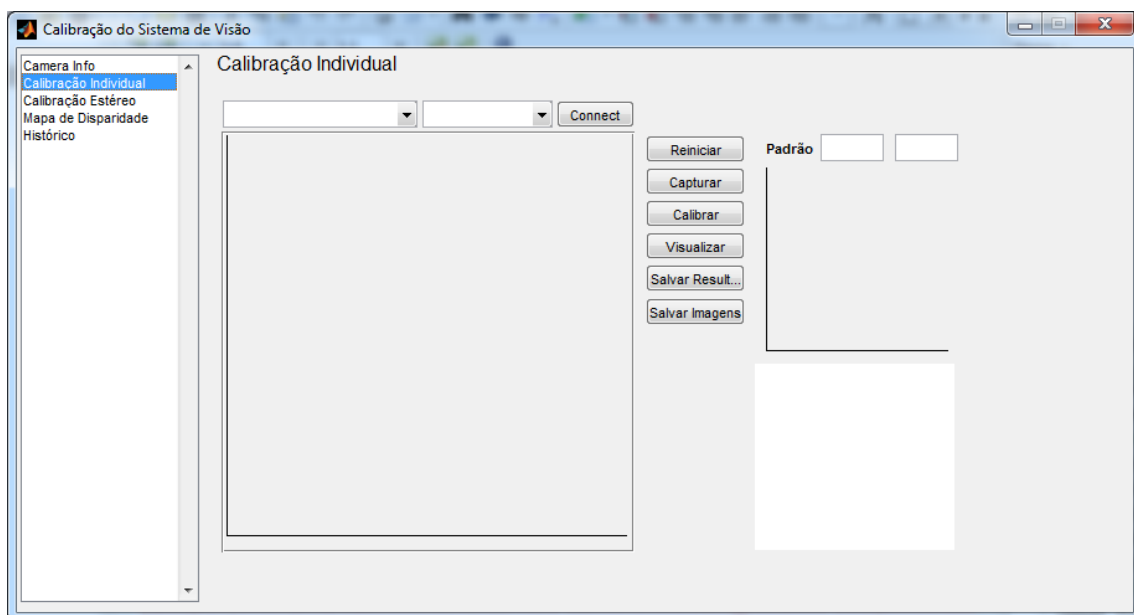 Calibração do Sistema de Visão
Camera Info
Calibração Individual
Calibração Estéreo
Mapa de Disparidade
Histórico
Calibração Individual
Connect
Reiniciar
Capturar
Calibrar
Visualizar
Salvar Result...
Salvar Imagens
Padrão